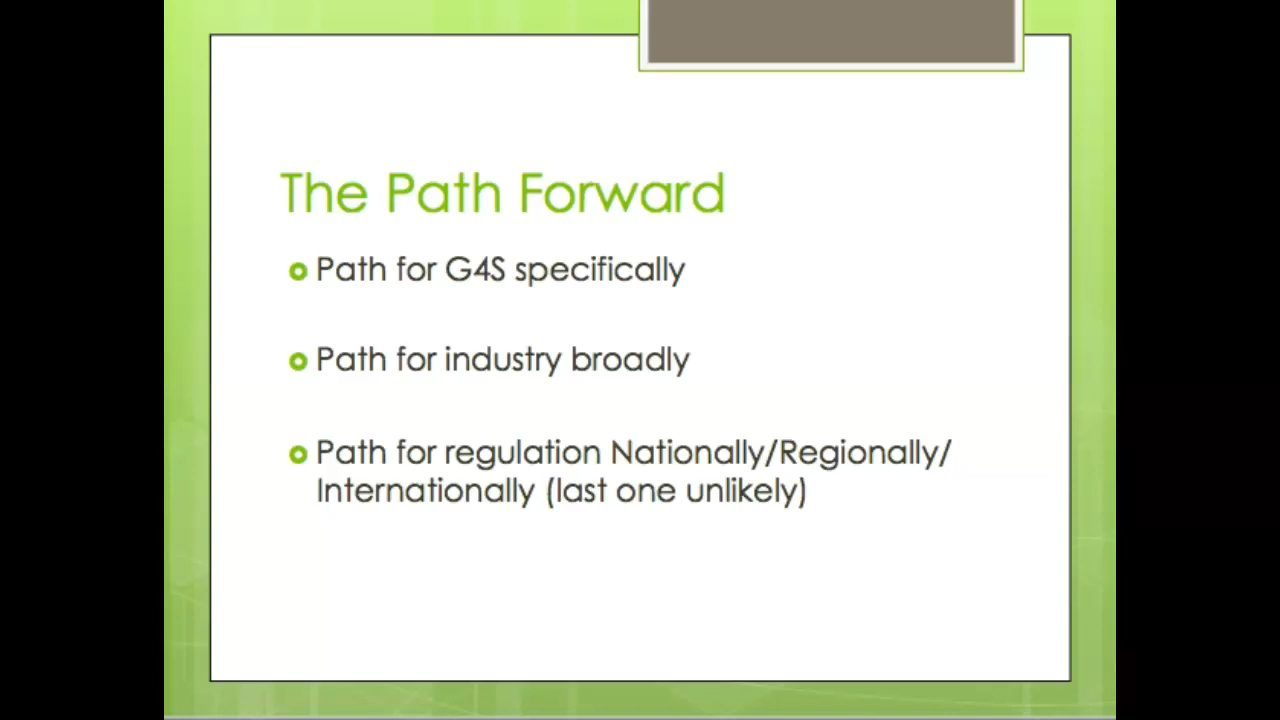 The Path Forward
Path for G4S specifically
Path for industry broadly
Path for regulation Nationally/Regionally/
Internationally (last one unlikely)